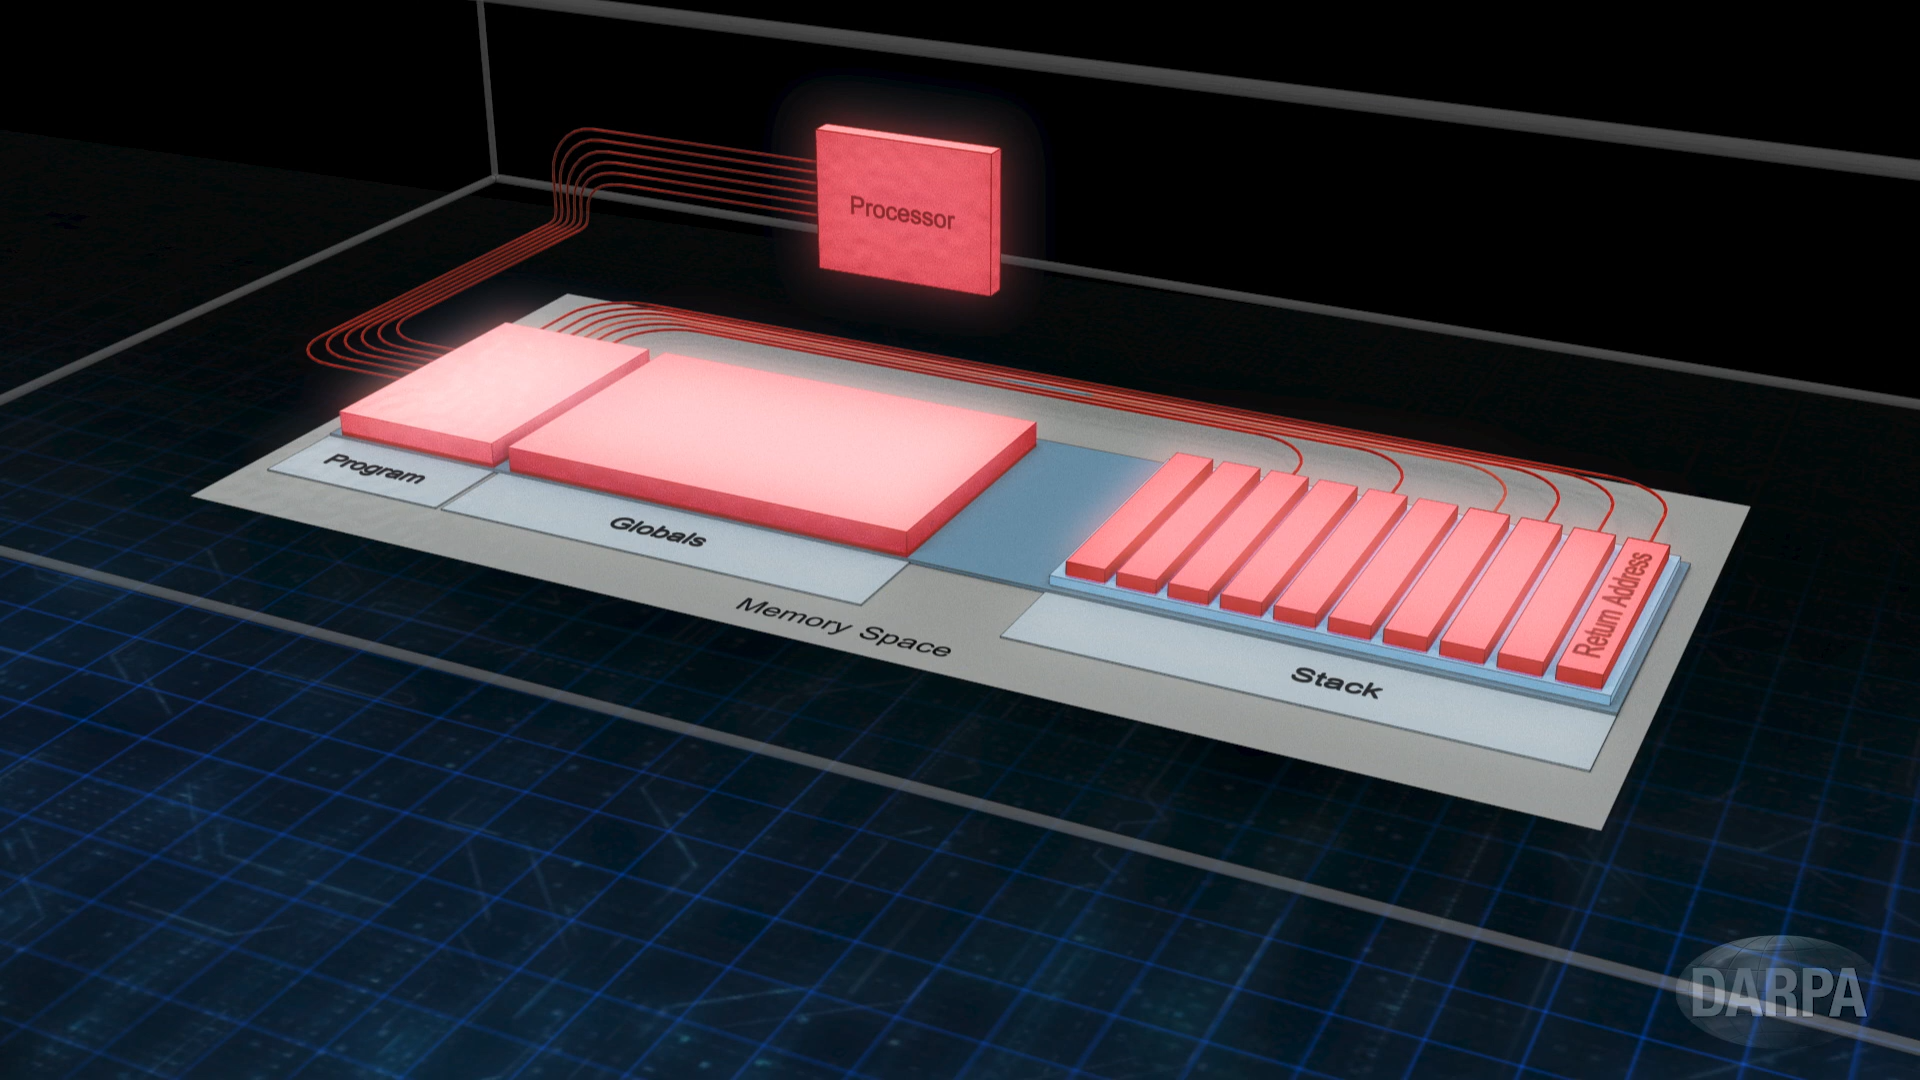 Processor
Program
Globals
Memory Space
Stack
Return Address
DARPA